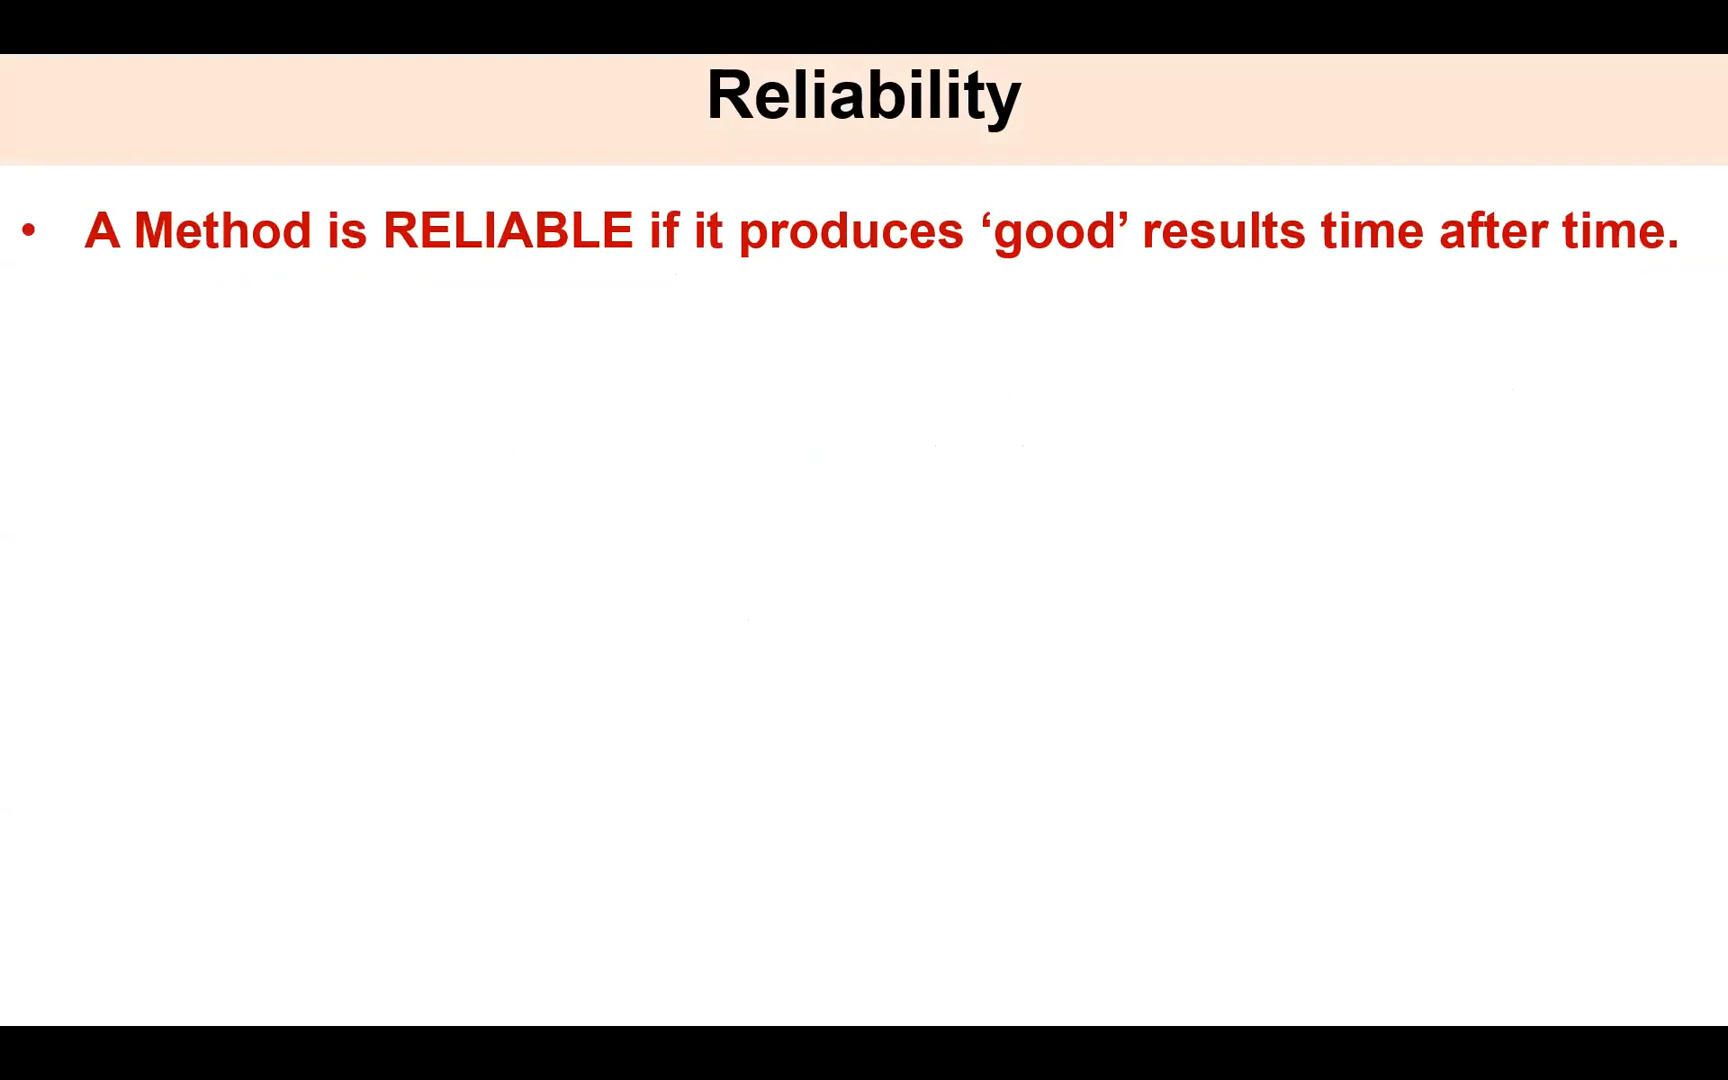 Reliability
• A Method is RELIABLE if it produces ‘good’ results time after time.